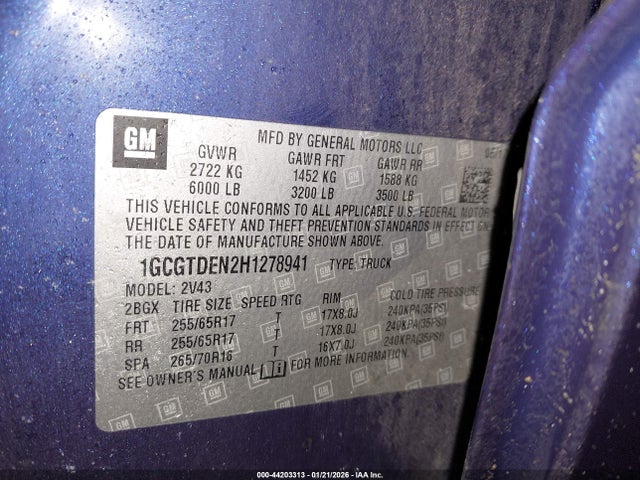 GM
MFD BY GENERAL MOTORS LLC
GVWR GAWR FRT GAWR RR
2722 KG 1452 KG 1588 KG
6000 LB 3200 LB 3500 LB
THIS VEHICLE CONFORMS TO ALL APPLICABLE U.S. FEDERAL MOTOR
VEHICLE SAFETY AND THEFT PREVENTION STANDARDS IN EFFECT ON
THE DATE OF MANUFACTURE SHOWN ABOVE.
1GCGTDEN2H1278941 TYPE: TRUCK
MODEL: 2V43
2BGX TIRE SIZE SPEED RTG RIM COLD TIRE PRESSURE
FRT 255/65R17 T 17X8.0J 240KPA(35PSI)
RR 255/65R17 T 17X8.0J 240KPA(35PSI)
SPA 265/70R16 T 16X7.0J 240KPA(35PSI)
SEE OWNER'S MANUAL FOR MORE INFORMATION.
000-44203313 - 01/21/2026 - IAA Inc.